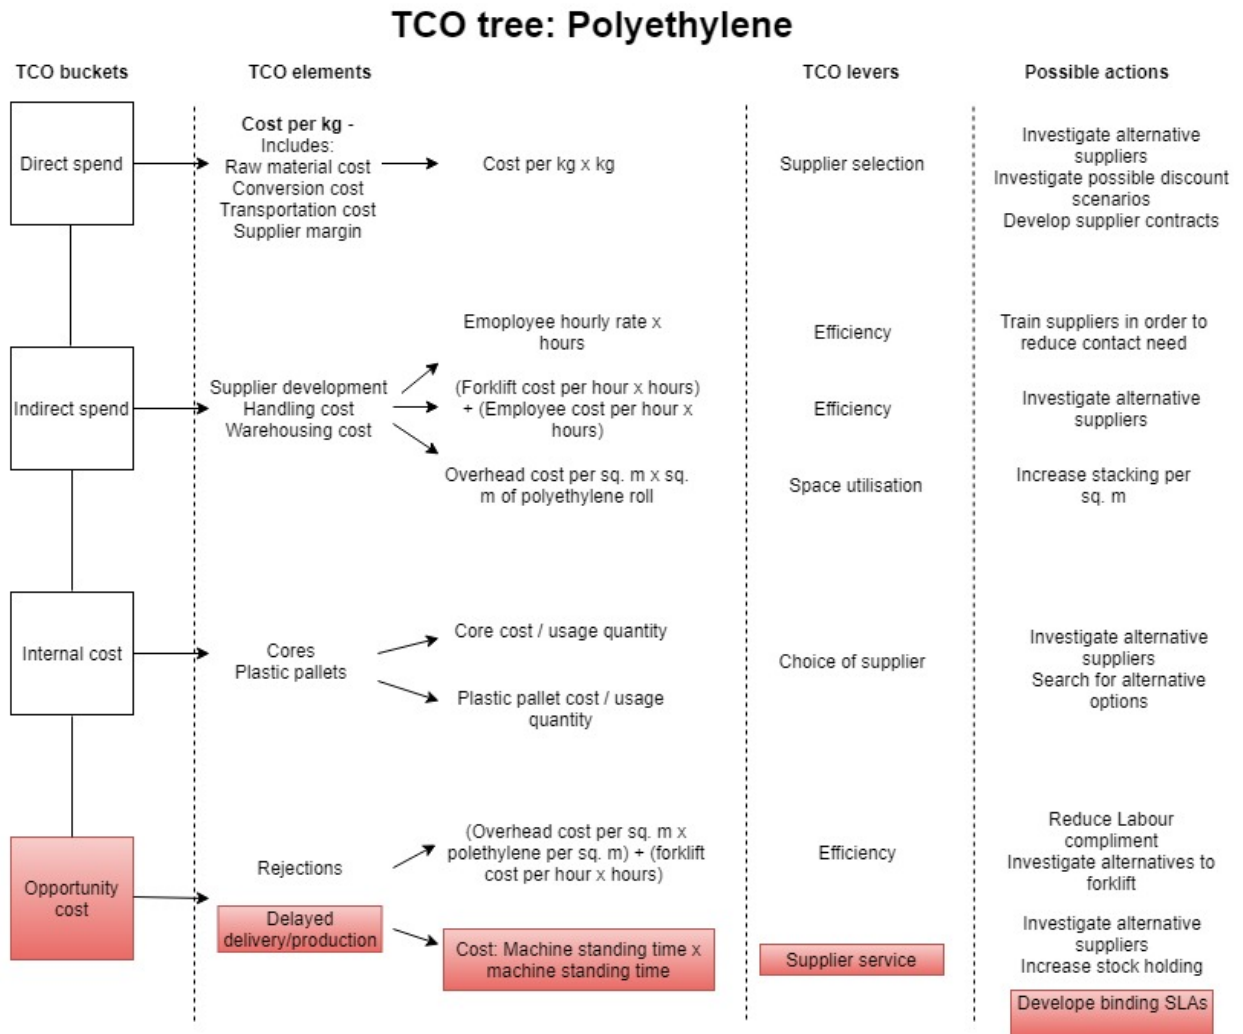 TCO tree: Polyethylene
TCO buckets
TCO elements
TCO levers
Possible actions
Direct spend
Cost per kg -
Includes:
Raw material cost
Conversion cost
Transportation cost
Supplier margin
Cost per kg x kg
Supplier selection
Investigate alternative
suppliers
Investigate possible discount
scenarios
Develop supplier contracts
Indirect spend
Supplier development
Handling cost
Warehousing cost
Emoployee hourly rate x
hours
Efficiency
Train suppliers in order to
reduce contact need
(Forklift cost per hour x hours)
+ (Employee cost per hour x
hours)
Efficiency
Investigate alternative
suppliers
Overhead cost per sq. m x sq.
m of polyethylene roll
Space utilisation
Increase stacking per
sq. m
Internal cost
Cores
Plastic pallets
Core cost / usage quantity
Plastic pallet cost / usage
quantity
Choice of supplier
Investigate alternative
suppliers
Search for alternative
options
Opportunity
cost
Rejections
(Overhead cost per sq. m x
polethylene per sq. m) + (forklift
cost per hour x hours)
Efficiency
Reduce Labour
compliment
Investigate alternatives to
forklift
Delayed
delivery/production
Cost: Machine standing time x
machine standing time
Supplier service
Investigate alternative
suppliers
Increase stock holding
Develope binding SLAs